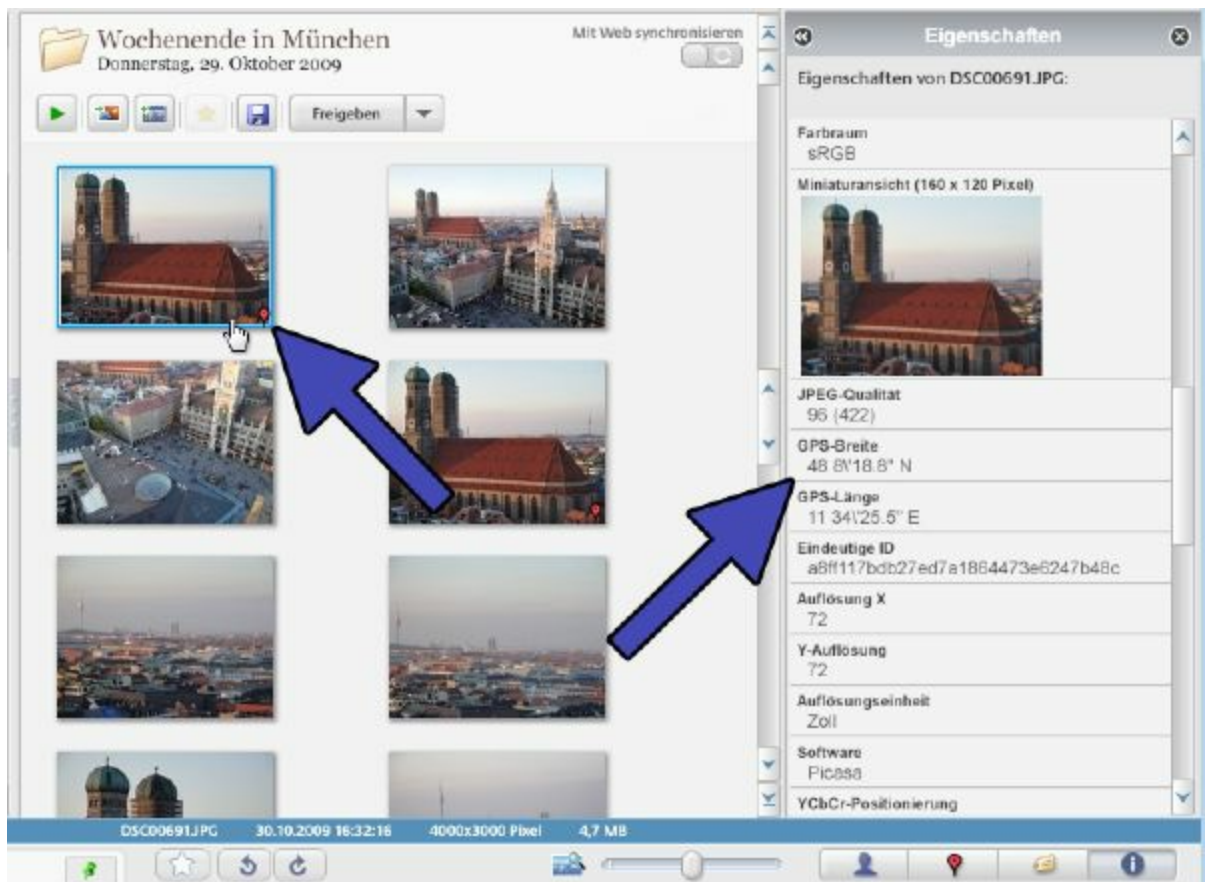 Wochenende in München
Donnerstag, 29. Oktober 2009
Mit Web synchronisieren
Freigeben
Eigenschaften
Eigenschaften von DSC00691.JPG:
Farbraum
sRGB
Miniaturansicht (160 x 120 Pixel)
JPEG-Qualität
96 (422)
GPS-Breite
48 8\'18.8" N
GPS-Länge
11 34\'25.5" E
Eindeutige ID
a8ff117bdb27ed7a1864473e6247b48c
Auflösung X
72
Y-Auflösung
72
Auflösungseinheit
Zoll
Software
Picasa
YCbCr-Positionierung
DSC00691.JPG 30.10.2009 16:32:16 4000x3000 Pixel 4,7 MB